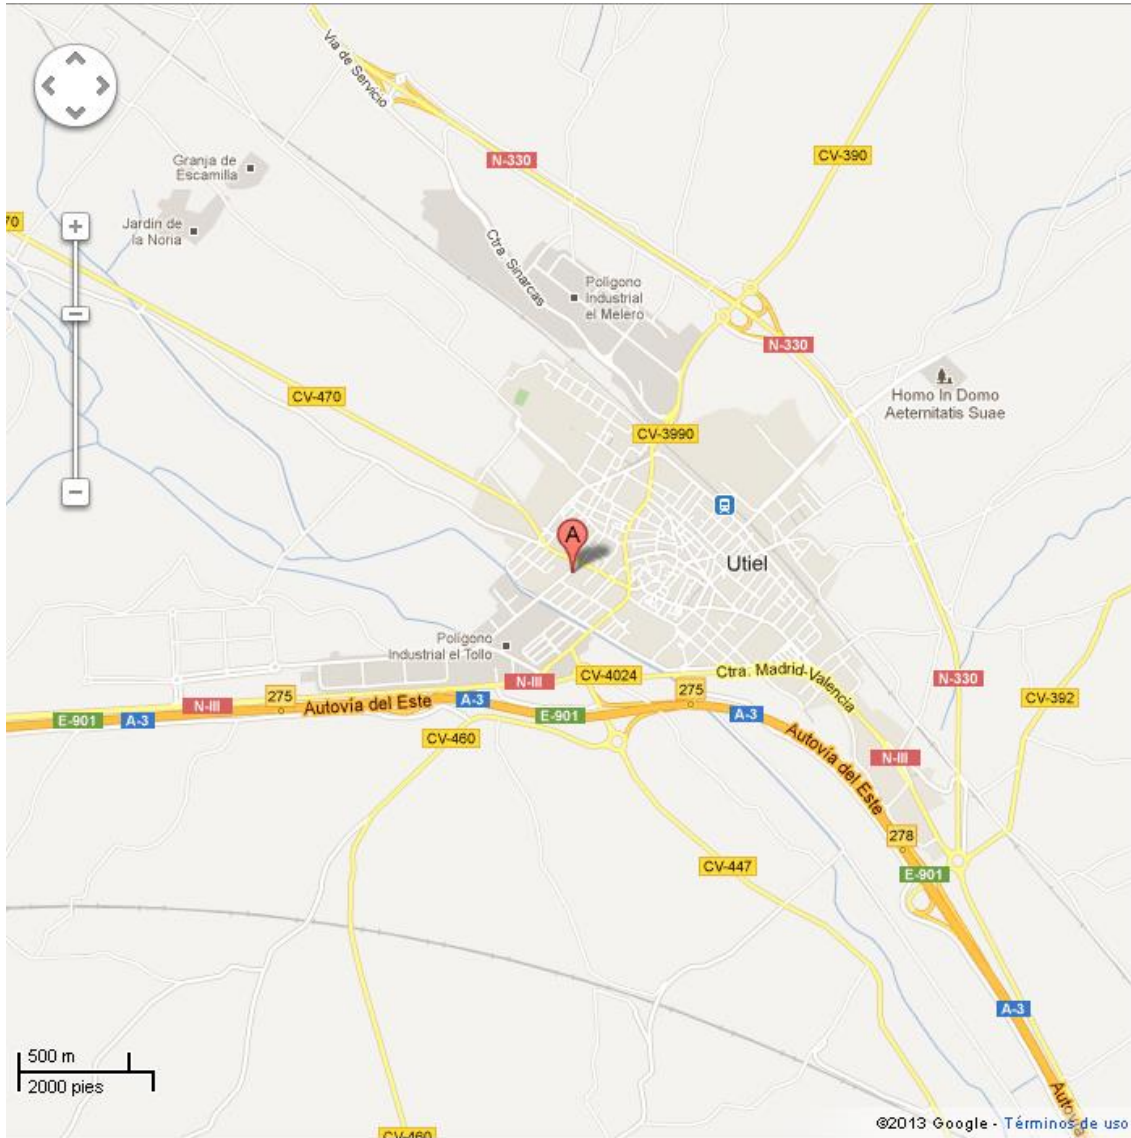 Vía de Servicio
N-330
CV-390
Granja de
Escamilla
Jardín de
la Noria
70
Ctra. Sinarcas
Polígono
Industrial
el Melero
N-330
Homo In Domo
Aeternitatis Suae
CV-470
CV-3990
A
Utiel
Polígono
Industrial el Tollo
CV-4024
Ctra. Madrid-Valencia
N-330
CV-392
N-III
275
N-III
275
Autovía del Este
A-3
E-901
A-3
E-901
A-3
CV-460
Autovía del Este
N-III
278
CV-447
E-901
A-3
500 m
2000 pies
Autovía
CV-460
©2013 Google - Términos de uso